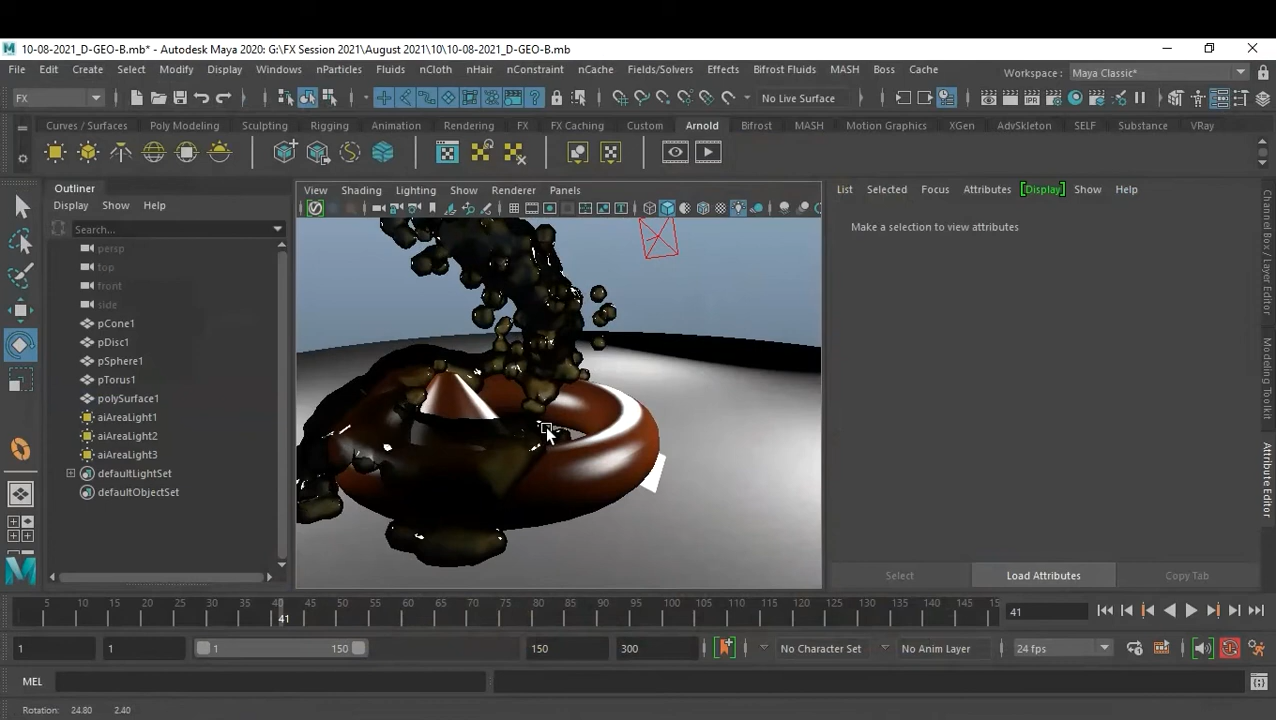 10-08-2021_D-GEO-B.mb* - Autodesk Maya 2020: G:\FX Session 2021\August 2021\10\10-08-2021_D-GEO-B.mb
File Edit Create Select Modify Display Windows nParticles Fluids nCloth nHair nConstraint nCache Fields/Solvers Effects Bifrost Fluids MASH Boss Cache Workspace : Maya Classic*
FX No Live Surface
Curves / Surfaces Poly Modeling Sculpting Rigging Animation Rendering FX FX Caching Custom Arnold Bifrost MASH Motion Graphics XGen AdvSkeleton SELF Substance VRay
Outliner
Display Show Help
Search...
persp
top
front
side
pCone1
pDisc1
pSphere1
pTorus1
polySurface1
aiAreaLight1
aiAreaLight2
aiAreaLight3
defaultLightSet
defaultObjectSet
View Shading Lighting Show Renderer Panels
List Selected Focus Attributes [Display] Show Help
Make a selection to view attributes
Select Load Attributes Copy Tab
Channel Box / Layer Editor
Modeling Toolkit
Attribute Editor
5 10 15 20 25 30 35 40 45 50 55 60 65 70 75 80 85 90 95 100 105 110 115 120 125 130 135 140 145 15
41
41
1 1 1 150 150 300 No Character Set No Anim Layer 24 fps
MEL
Rotation: 24.80 2.40